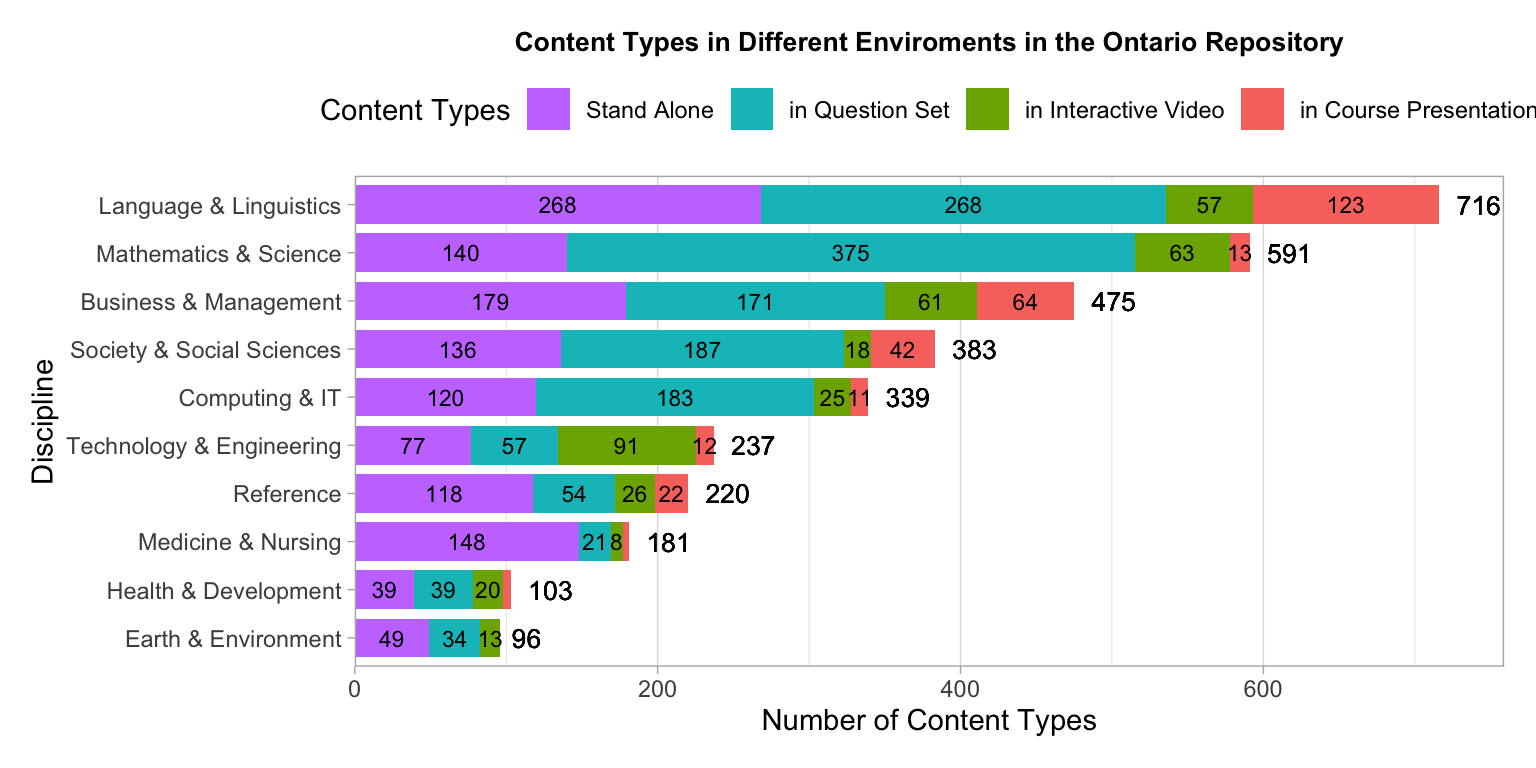 Content Types in Different Enviroments in the Ontario Repository
Content Types Stand Alone in Question Set in Interactive Video in Course Presentation
Language & Linguistics 268 268 57 123 716
Mathematics & Science 140 375 63 13 591
Business & Management 179 171 61 64 475
Society & Social Sciences 136 187 18 42 383
Computing & IT 120 183 25 11 339
Technology & Engineering 77 57 91 12 237
Reference 118 54 26 22 220
Medicine & Nursing 148 21 8 181
Health & Development 39 39 20 103
Earth & Environment 49 34 13 96
Discipline
0 200 400 600
Number of Content Types